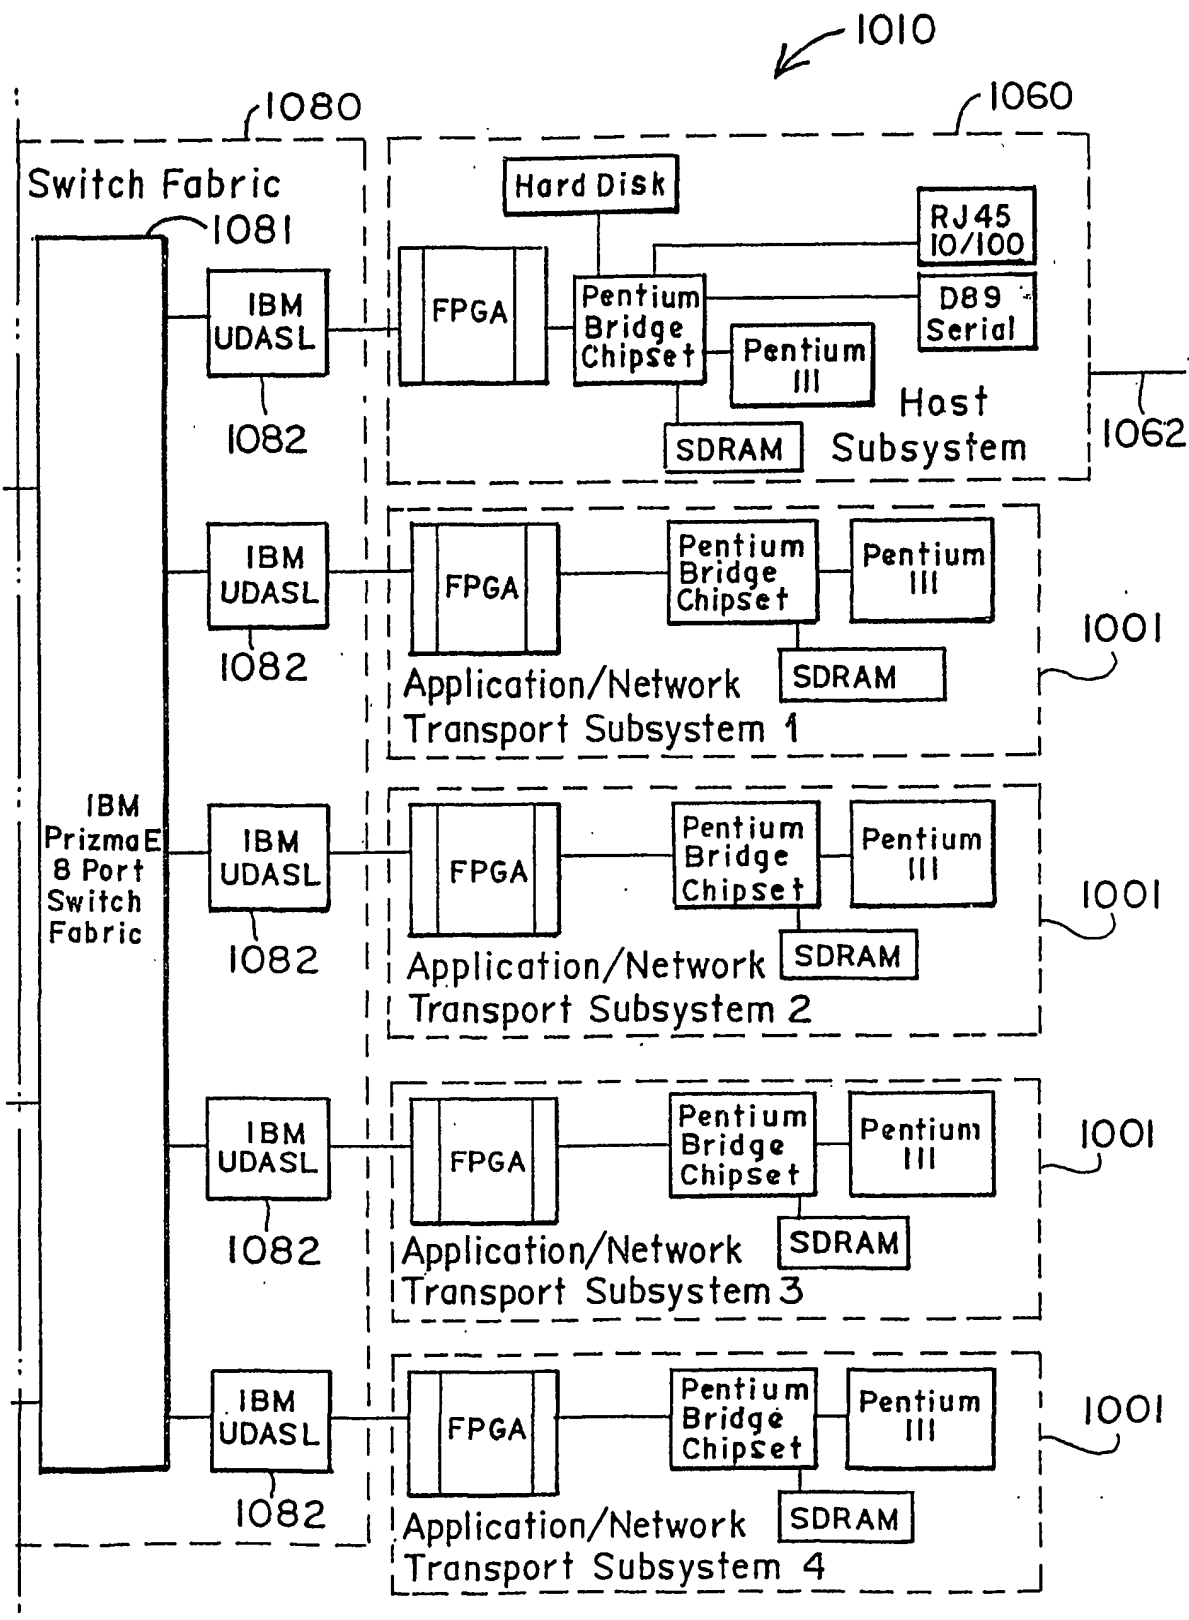 1010
1080
1060
Switch Fabric
1081
Hard Disk
RJ45
10/100
IBM
UDASL
1082
FPGA
Pentium
Bridge
Chipset
D89
Serial
Pentium
III
SDRAM
Host
Subsystem
1062
IBM
UDASL
1082
FPGA
Pentium
Bridge
Chipset
Pentium
III
SDRAM
Application/Network
Transport Subsystem 1
1001
IBM
PrizmaE
8 Port
Switch
Fabric
IBM
UDASL
1082
FPGA
Pentium
Bridge
Chipset
Pentium
III
SDRAM
Application/Network
Transport Subsystem 2
1001
IBM
UDASL
1082
FPGA
Pentium
Bridge
Chipset
Pentium
III
SDRAM
Application/Network
Transport Subsystem 3
1001
IBM
UDASL
1082
FPGA
Pentium
Bridge
Chipset
Pentium
III
SDRAM
Application/Network
Transport Subsystem 4
1001